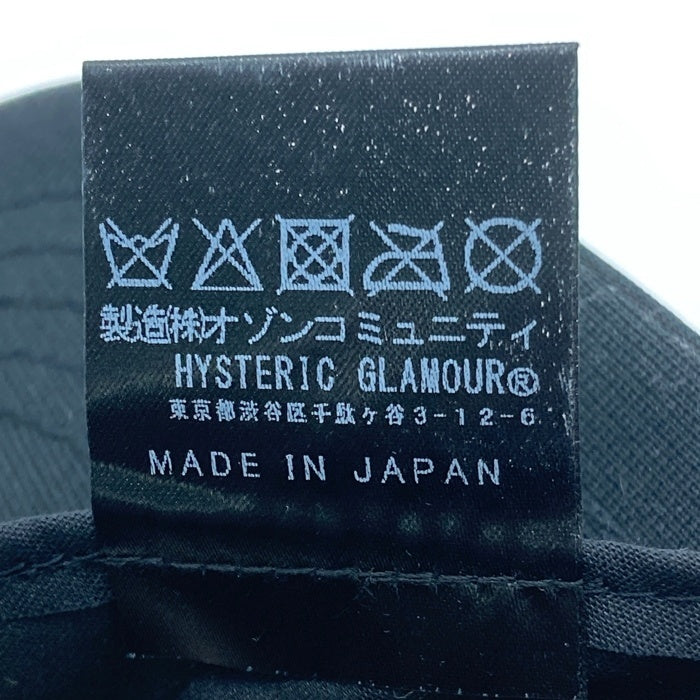 製造(株)オゾンコミュニティ
HYSTERIC GLAMOUR®
東京都渋谷区千駄ヶ谷3-12-6
MADE IN JAPAN